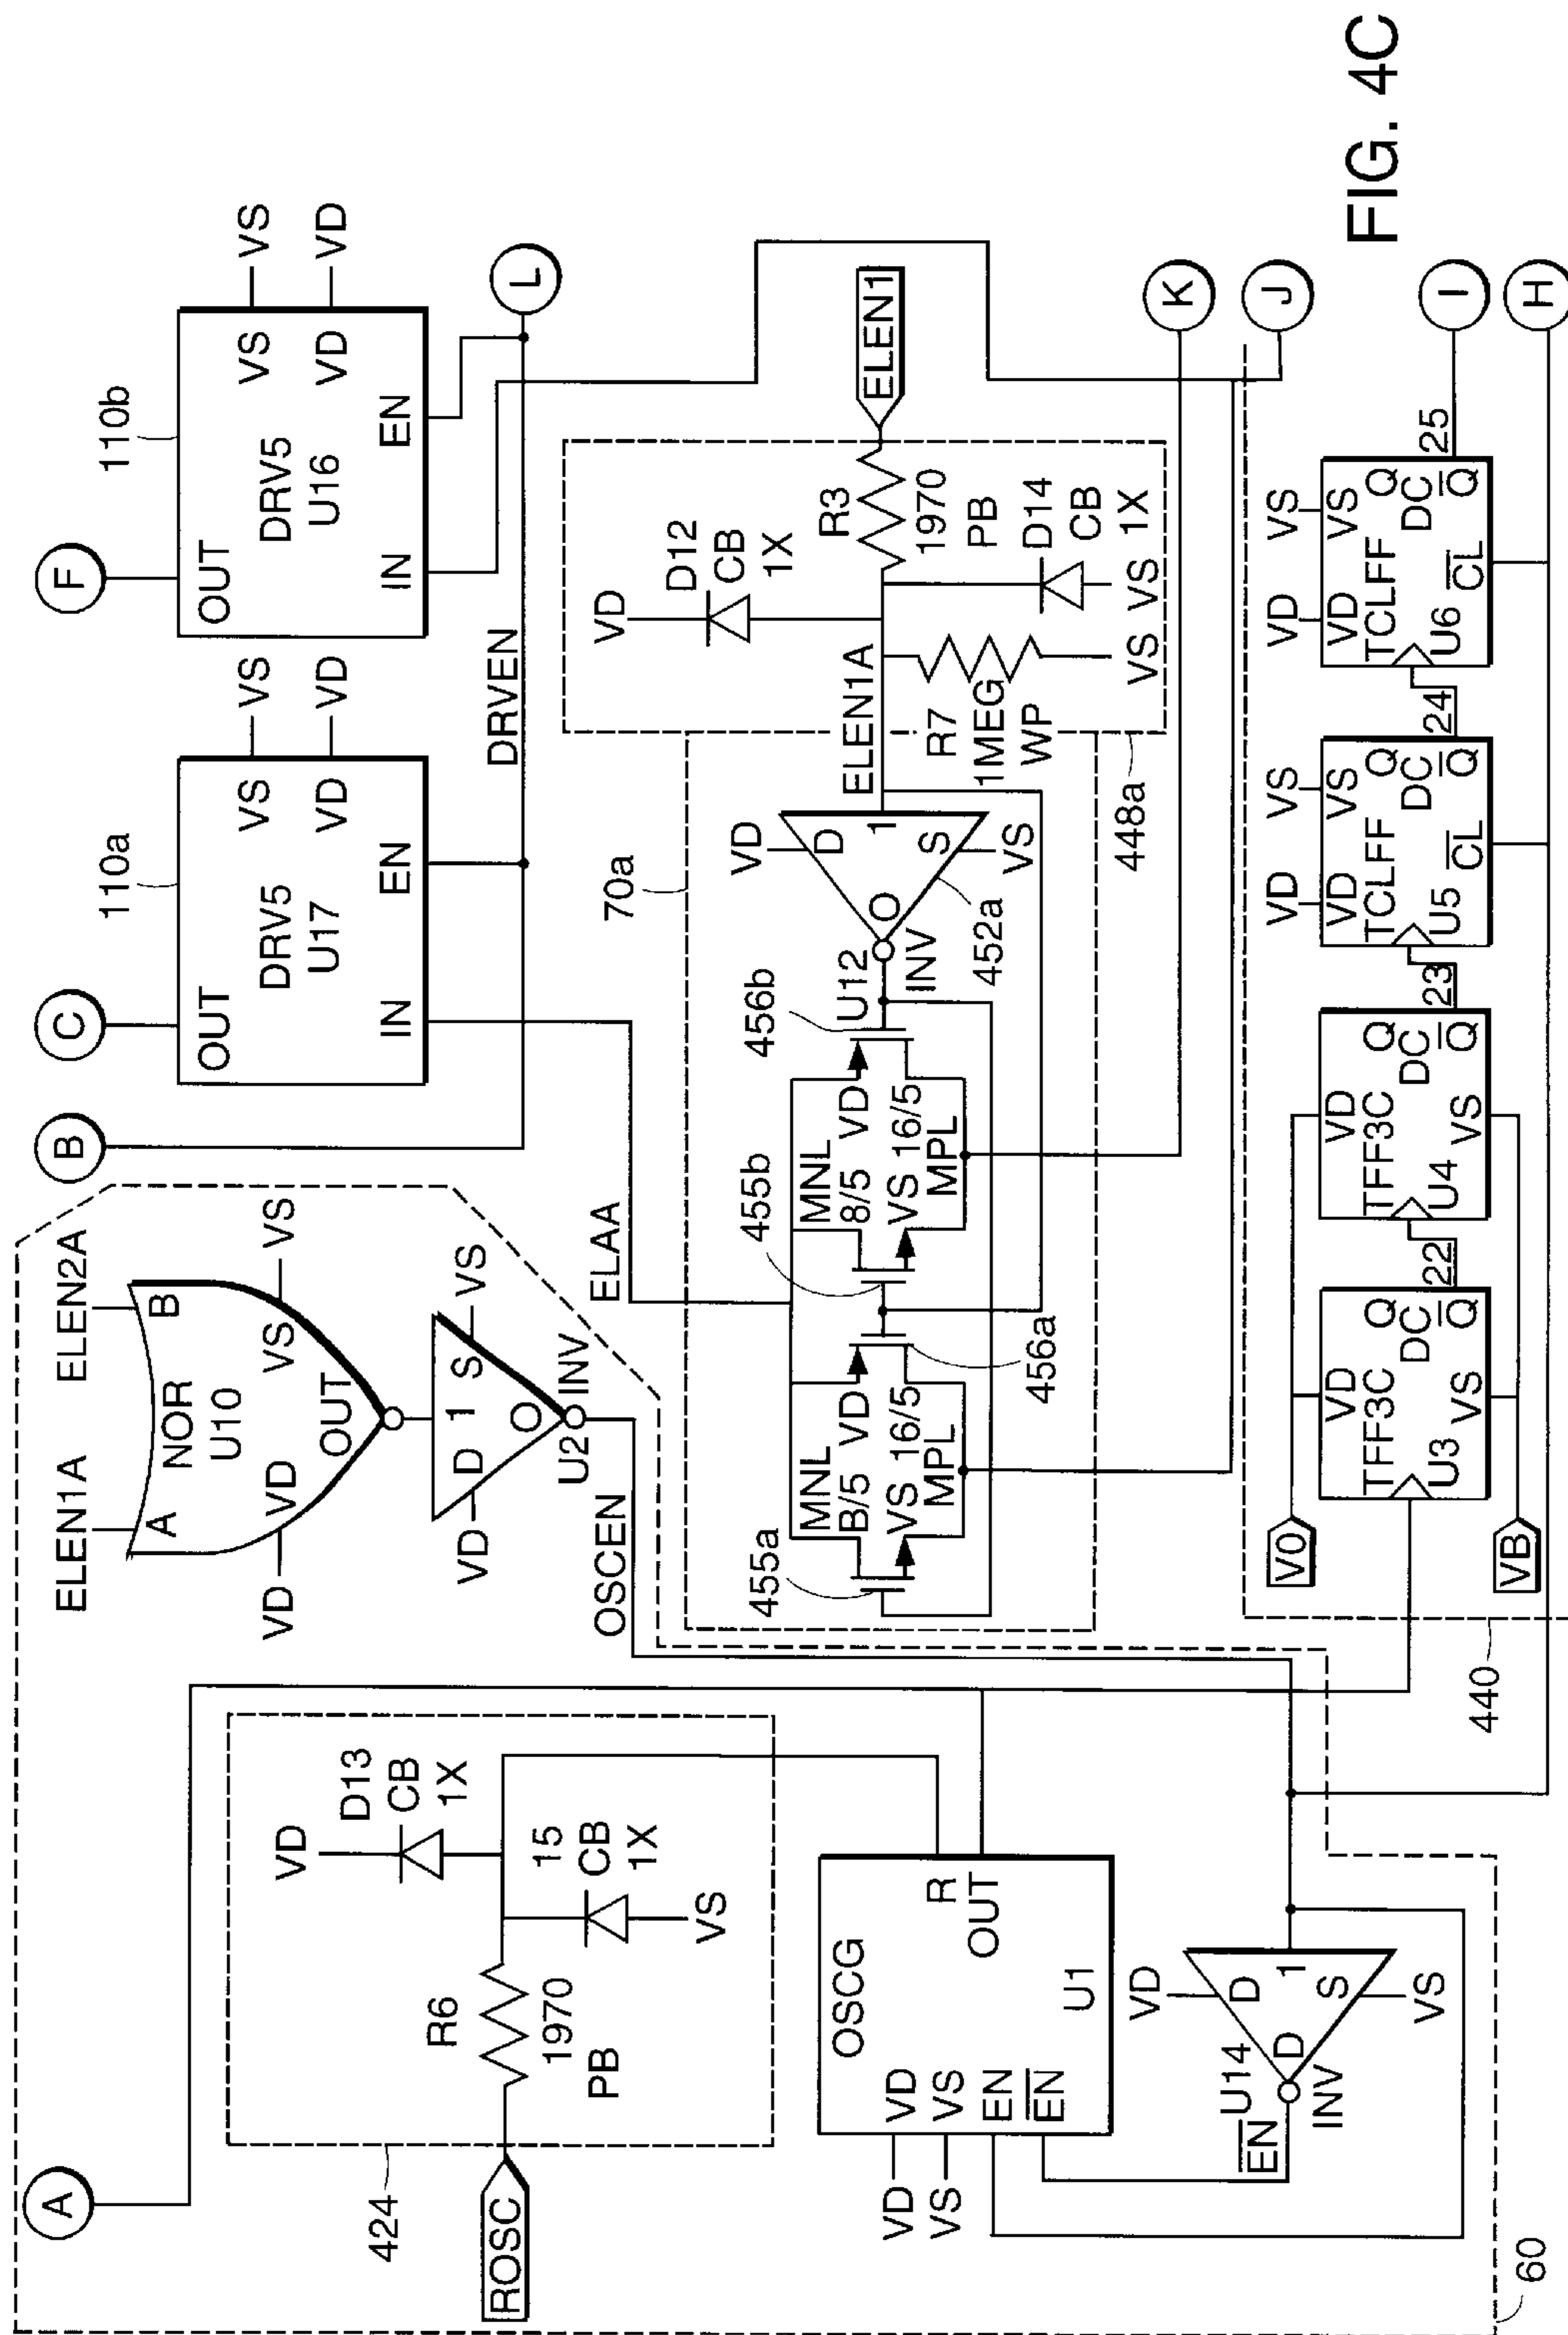 FIG. 4C
A
B
C
F
110a
110b
OUT
DRV5
U17
VS
VD
IN
EN
VS
VD
OUT
DRV5
U16
VS
VD
IN
EN
VS
VD
DRVEN
L
ELEN1A
ELEN2A
A
B
NOR
U10
VD
VS
OUT
VD
VS
VD
D
1
S
VS
O
U2
INV
OSCEN
ELAA
424
ROSC
R6
1970
PB
VD
D13
CB
1X
15
CB
1X
VS
OSCG
VD
VS
EN
EN
R
OUT
U1
VD
VS
EN
U14
INV
VD
D
1
D
S
VS
60
70a
455a
MNL
B/5
VD
VS
16/5
MPL
456a
455b
MNL
8/5
VD
VS
16/5
MPL
456b
U12
INV
452a
VD
D
O
1
S
VS
ELEN1A
R7
1MEG
WP
VS
VD
D12
CB
1X
R3
1970
PB
D14
CB
1X
VS
ELEN1
448a
K
J
440
V0
VB
VD
TFF3C
Q
DC
Q
U3
VS
22
VD
TFF3C
Q
DC
Q
U4
VS
23
VD
VS
VD
VS
TCLFF
Q
DC
Q
U5
CL
24
VD
VS
VD
VS
TCLFF
Q
DC
Q
U6
CL
25
I
H